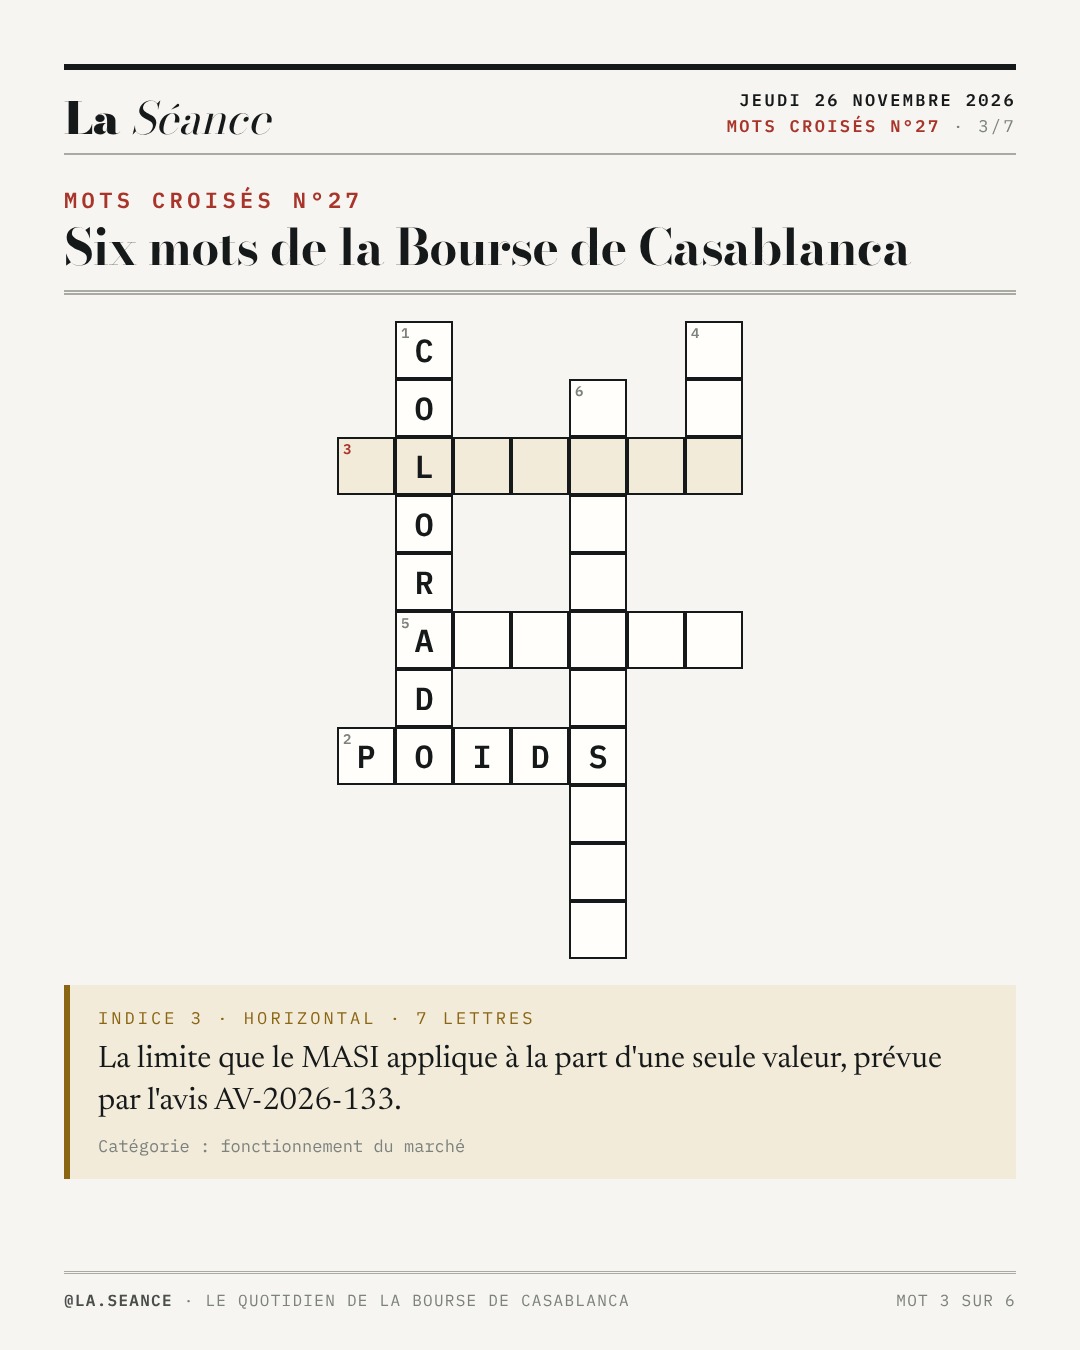 La Séance
JEUDI 26 NOVEMBRE 2026
MOTS CROISÉS N°27 · 3/7
MOTS CROISÉS N°27
Six mots de la Bourse de Casablanca
1 C 4
O 6
3 L
O
R
5 A
D
2 P O I D S
INDICE 3 · HORIZONTAL · 7 LETTRES
La limite que le MASI applique à la part d'une seule valeur, prévue
par l'avis AV-2026-133.
Catégorie : fonctionnement du marché
@LA.SEANCE · LE QUOTIDIEN DE LA BOURSE DE CASABLANCA
MOT 3 SUR 6